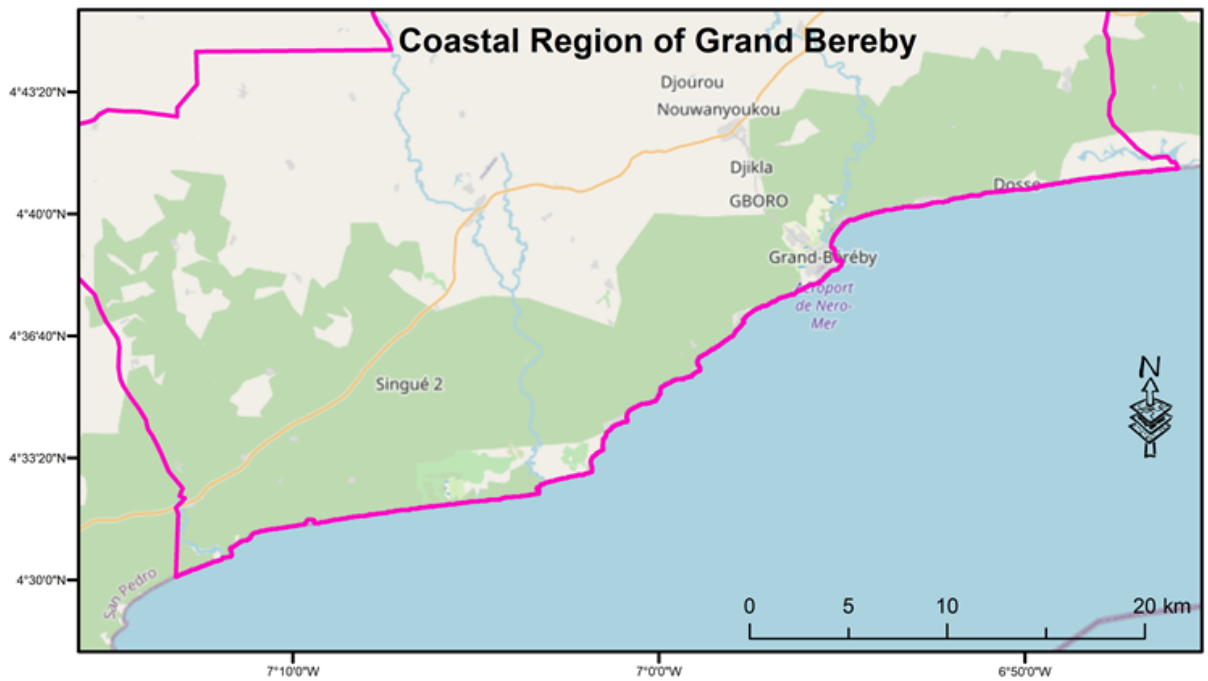 Coastal Region of Grand Bereby
4°43'20"N
4°40'0"N
4°36'40"N
4°33'20"N
4°30'0"N
Djourou
Nouwanyoukou
Djikla
GBORO
Dosse
Grand-Béréby
Aéroport
de Nero-
Mer
Singué 2
San Pedro
N
0 5 10 20 km
7°10'0"W 7°0'0"W 6°50'0"W